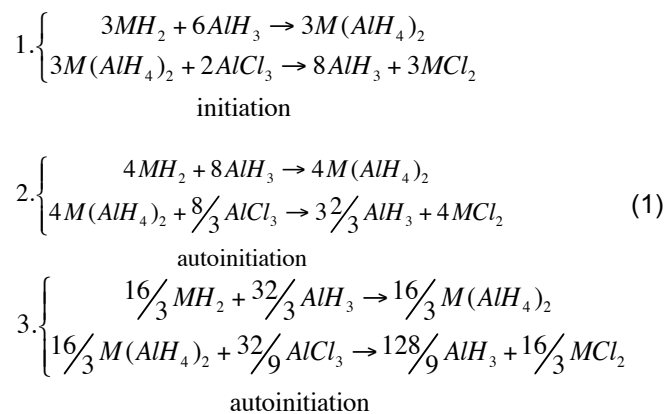 1. { 3MH₂ + 6AlH₃ → 3M(AlH₄)₂
3M(AlH₄)₂ + 2AlCl₃ → 8AlH₃ + 3MCl₂
initiation
2. { 4MH₂ + 8AlH₃ → 4M(AlH₄)₂
4M(AlH₄)₂ + 8/3 AlCl₃ → 3 2/3 AlH₃ + 4MCl₂ (1)
autoinitiation
3. { 16/3 MH₂ + 32/3 AlH₃ → 16/3 M(AlH₄)₂
16/3 M(AlH₄)₂ + 32/9 AlCl₃ → 128/9 AlH₃ + 16/3 MCl₂
autoinitiation